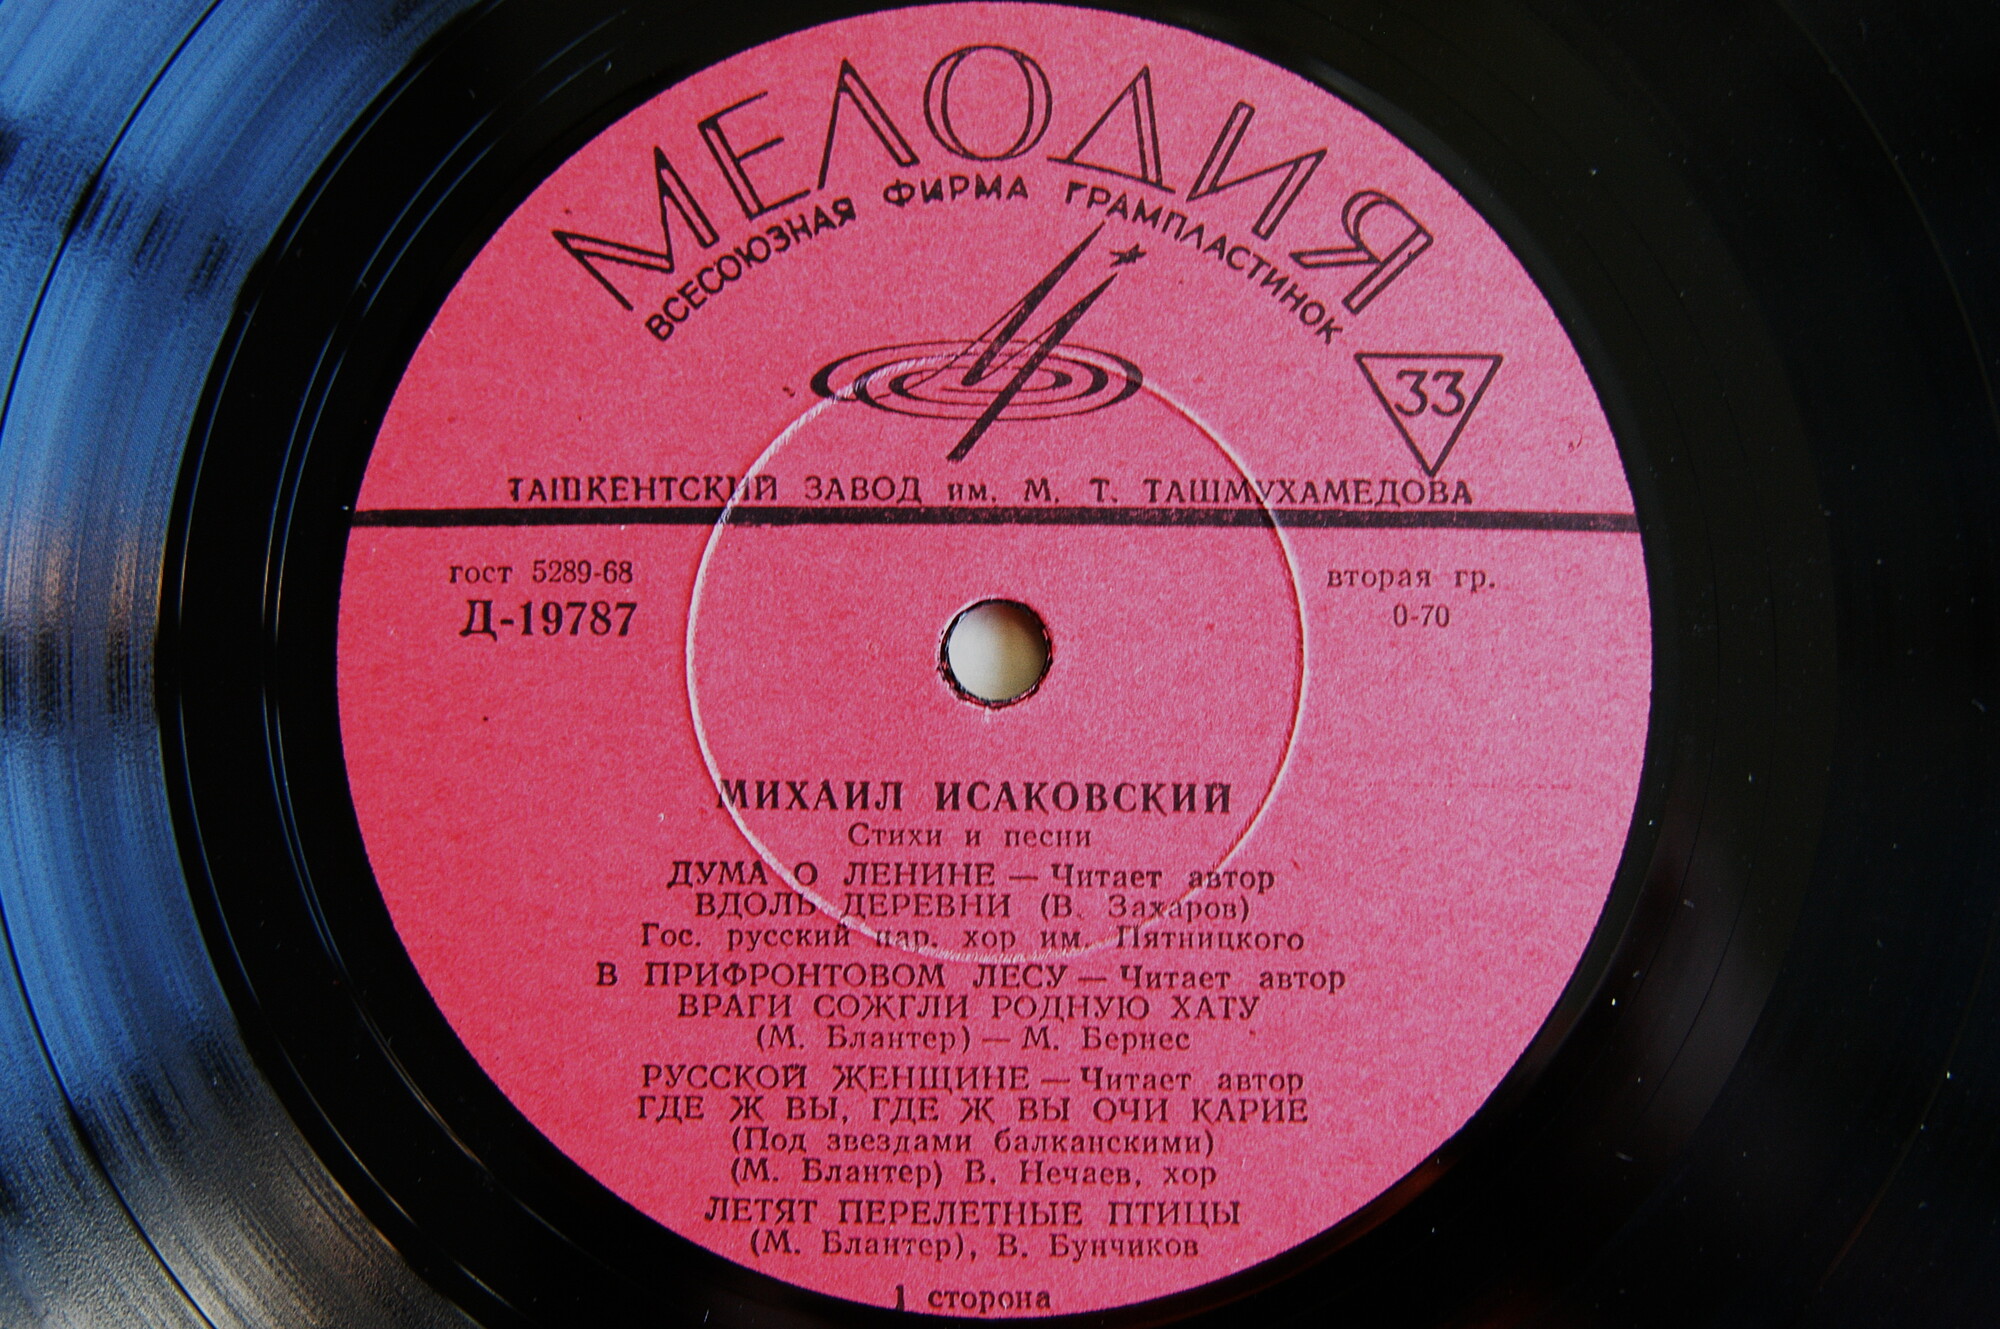 МЕЛОДИЯ
ВСЕСОЮЗНАЯ ФИРМА ГРАМПЛАСТИНОК
33
ТАШКЕНТСКИЙ ЗАВОД им. М. Т. ТАШМУХАМЕДОВА
гост 5289-68
Д-19787
вторая гр.
0-70
МИХАИЛ ИСАКОВСКИЙ
Стихи и песни
ДУМА О ЛЕНИНЕ — Читает автор
ВДОЛЬ ДЕРЕВНИ (В. Захаров)
Гос. русский нар. хор им. Пятницкого
В ПРИФРОНТОВОМ ЛЕСУ — Читает автор
ВРАГИ СОЖГЛИ РОДНУЮ ХАТУ
(М. Блантер) — М. Бернес
РУССКОЙ ЖЕНЩИНЕ — Читает автор
ГДЕ Ж ВЫ, ГДЕ Ж ВЫ ОЧИ КАРИЕ
(Под звездами балканскими)
(М. Блантер) В. Нечаев, хор
ЛЕТЯТ ПЕРЕЛЕТНЫЕ ПТИЦЫ
(М. Блантер), В. Бунчиков
1 сторона